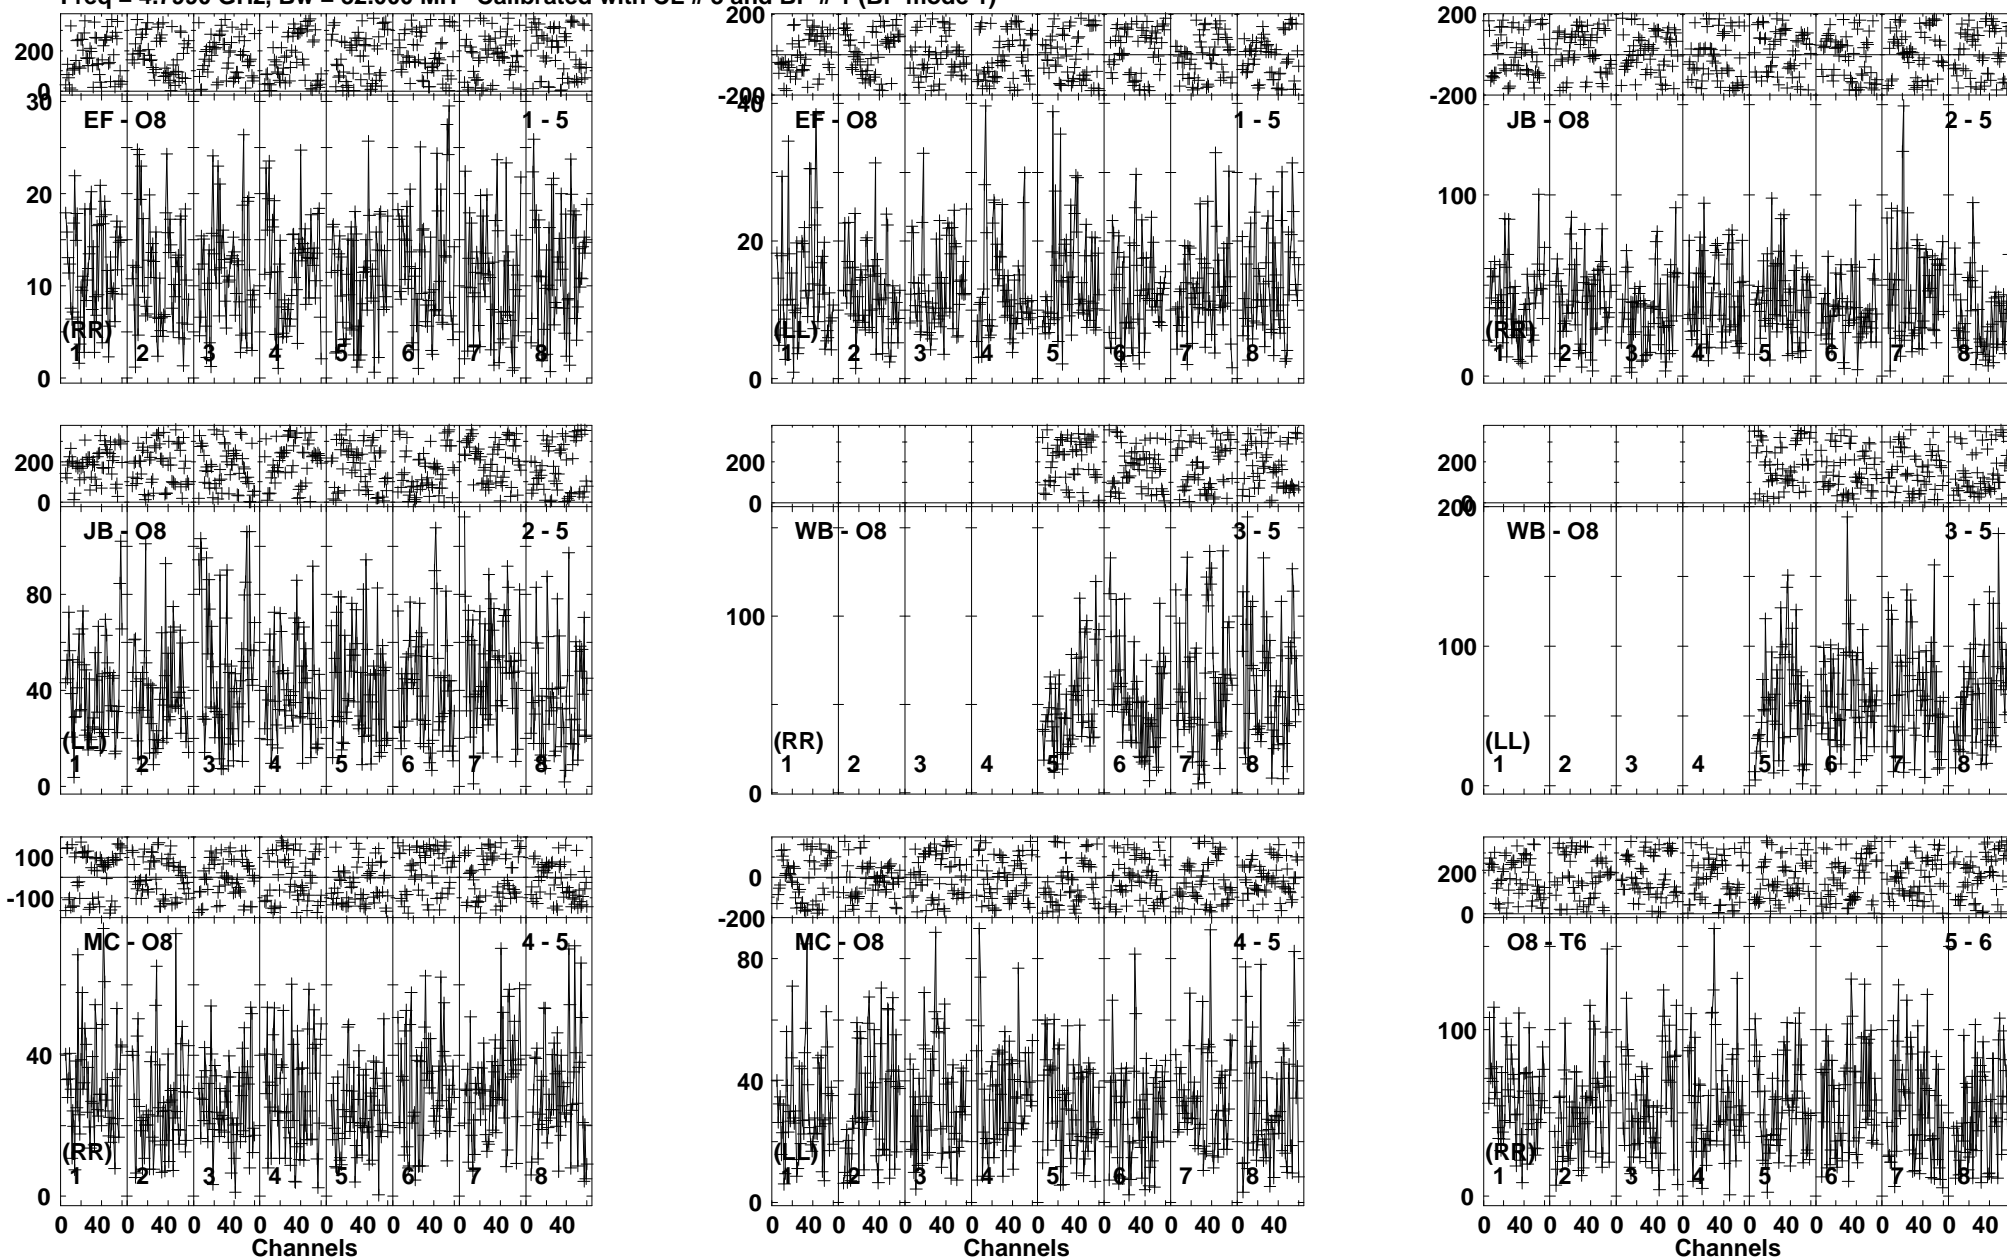 200 0 200 -200 200 -200
30 20 10 0 EF - O8 1 - 5 (RR) 1 2 3 4 5 6 7 8
40 20 0 EF - O8 1 - 5 (LL) 1 2 3 4 5 6 7 8
100 0 JB - O8 2 - 5 (RR) 1 2 3 4 5 6 7 8
200 0 200 0 200 0
80 40 0 JB - O8 2 - 5 (LL) 1 2 3 4 5 6 7 8
100 0 WB - O8 3 - 5 (RR) 1 2 3 4 5 6 7 8
200 100 0 WB - O8 3 - 5 (LL) 1 2 3 4 5 6 7 8
100 -100 0 -200 200 0
40 0 MC - O8 4 - 5 (RR) 1 2 3 4 5 6 7 8
80 40 0 MC - O8 4 - 5 (LL) 1 2 3 4 5 6 7 8
100 0 O8 - T6 5 - 6 (RR) 1 2 3 4 5 6 7 8
0 40 0 40 0 40 0 40 0 40 0 40 0 40 0 40
0 40 0 40 0 40 0 40 0 40 0 40 0 40 0 40
0 40 0 40 0 40 0 40 0 40 0 40 0 40 0 40
Channels Channels Channels